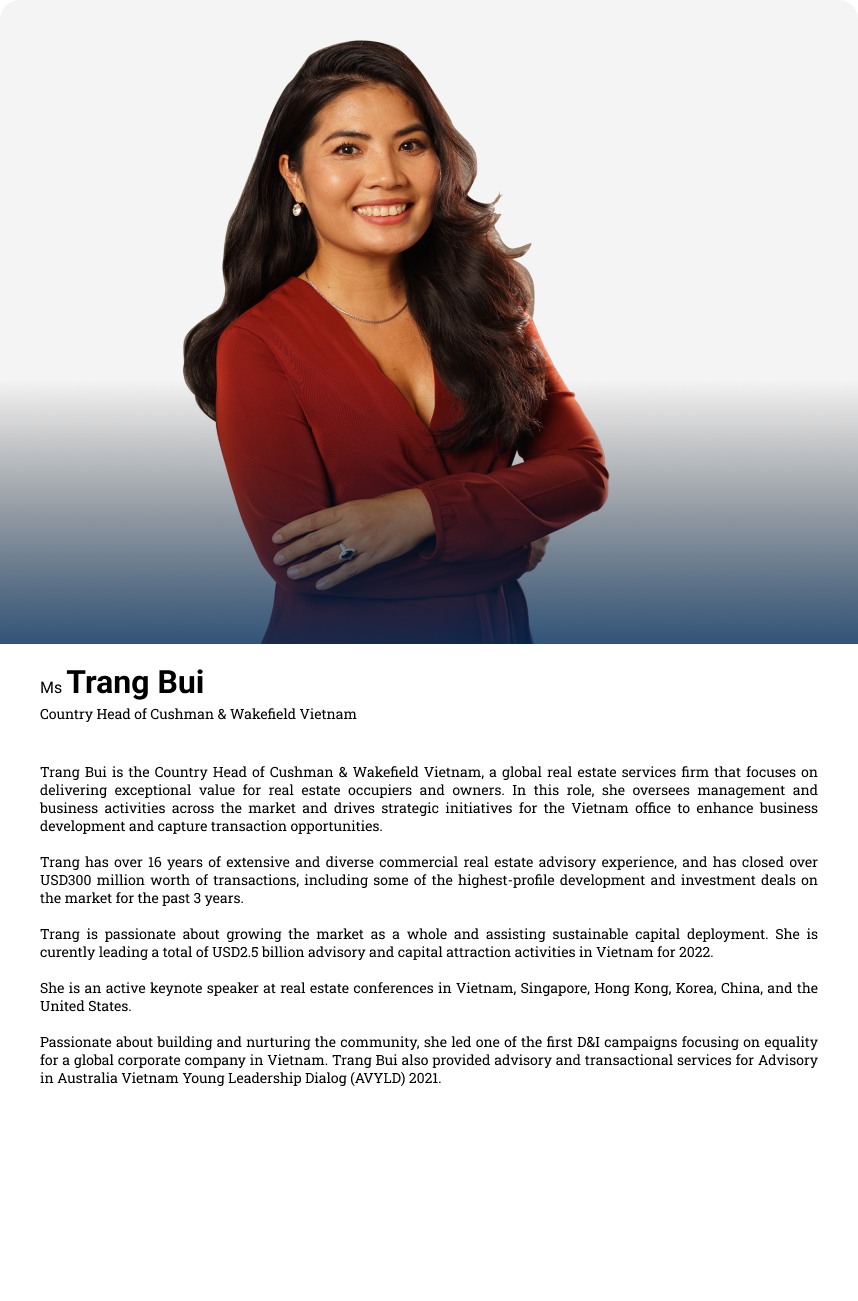 Ms Trang Bui
Country Head of Cushman & Wakefield Vietnam
Trang Bui is the Country Head of Cushman & Wakefield Vietnam, a global real estate services firm that focuses on
delivering exceptional value for real estate occupiers and owners. In this role, she oversees management and
business activities across the market and drives strategic initiatives for the Vietnam office to enhance business
development and capture transaction opportunities.
Trang has over 16 years of extensive and diverse commercial real estate advisory experience, and has closed over
USD300 million worth of transactions, including some of the highest-profile development and investment deals on
the market for the past 3 years.
Trang is passionate about growing the market as a whole and assisting sustainable capital deployment. She is
curently leading a total of USD2.5 billion advisory and capital attraction activities in Vietnam for 2022.
She is an active keynote speaker at real estate conferences in Vietnam, Singapore, Hong Kong, Korea, China, and the
United States.
Passionate about building and nurturing the community, she led one of the first D&I campaigns focusing on equality
for a global corporate company in Vietnam. Trang Bui also provided advisory and transactional services for Advisory
in Australia Vietnam Young Leadership Dialog (AVYLD) 2021.